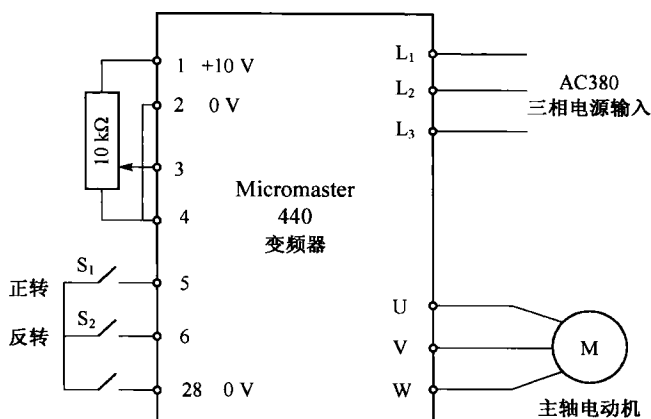 1 +10 V
2 0 V
10 kΩ
3
4
S₁
正转
5
S₂
反转
6
28 0 V
Micromaster
440
变频器
L₁
L₂
L₃
AC380
三相电源输入
U
V
W
M
主轴电动机